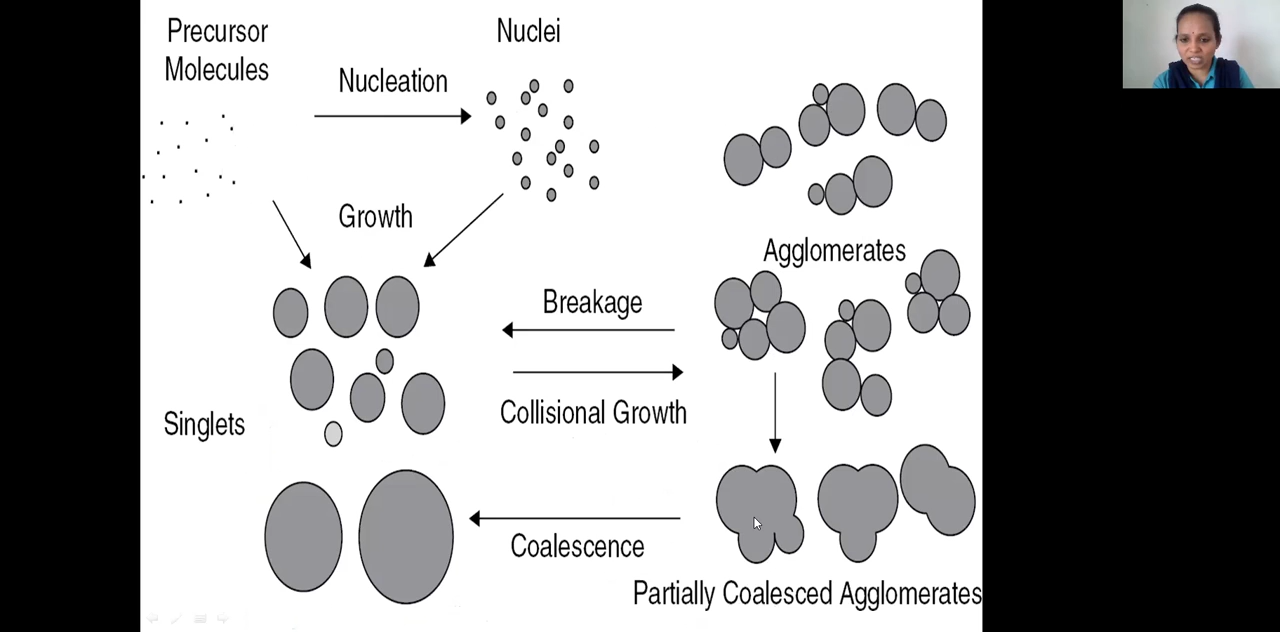 Precursor
Molecules
Nuclei
Nucleation
Growth
Agglomerates
Breakage
Collisional Growth
Singlets
Coalescence
Partially Coalesced Agglomerates